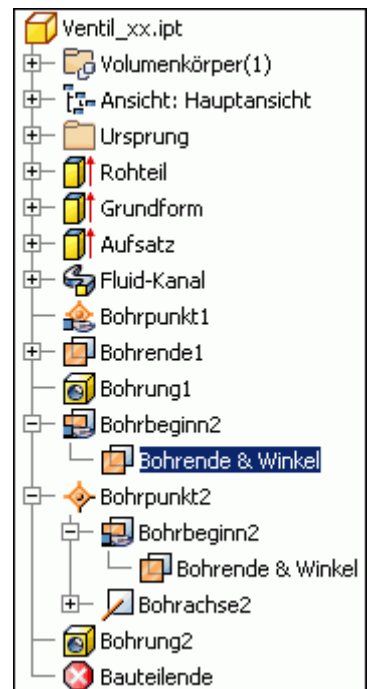 Ventil_xx.ipt
Volumenkörper(1)
Ansicht: Hauptansicht
Ursprung
Rohteil
Grundform
Aufsatz
Fluid-Kanal
Bohrpunkt1
Bohrende1
Bohrung1
Bohrbeginn2
Bohrende & Winkel
Bohrpunkt2
Bohrbeginn2
Bohrende & Winkel
Bohrachse2
Bohrung2
Bauteilende